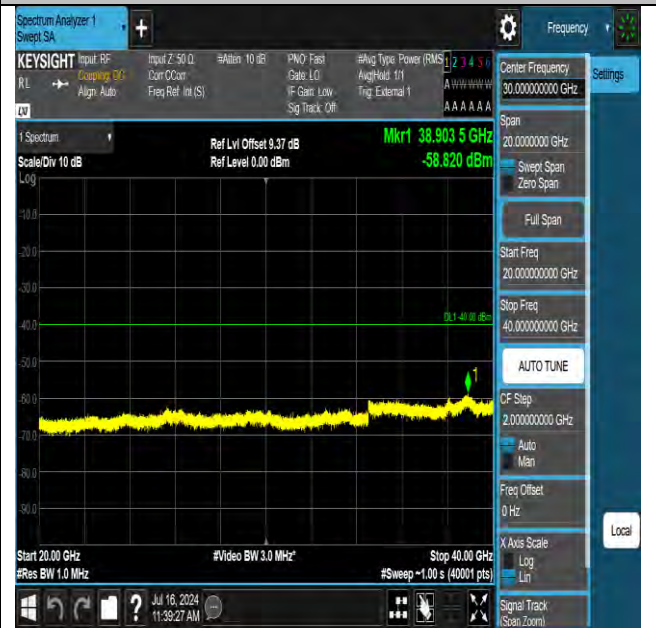 Spectrum Analyzer 1
Swept SA
Frequency
KEYSIGHT
RL
Input: RF
Coupling: DC
Align: Auto
Input Z: 50 Ω
Corr CCorr
Freq Ref: Int (S)
#Atten: 10 dB
PNO: Fast
Gate: LO
IF Gain: Low
Sig Track: Off
#Avg Type: Power (RMS
Avg|Hold: 1/1
Trig: External 1
1 2 3 4 5 6
A W W W W W
A A A A A A
LXI
1 Spectrum
Scale/Div 10 dB
Log
Ref Lvl Offset 9.37 dB
Ref Level 0.00 dBm
Mkr1 38.903 5 GHz
-58.820 dBm
-10.0
-20.0
-30.0
-40.0
-50.0
-60.0
-70.0
-80.0
-90.0
DL1 -40.00 dBm
1
Start 20.00 GHz
#Res BW 1.0 MHz
#Video BW 3.0 MHz*
Stop 40.00 GHz
#Sweep ~1.00 s (40001 pts)
Jul 16, 2024
11:39:27 AM
Center Frequency
30.000000000 GHz
Settings
Span
20.0000000 GHz
Swept Span
Zero Span
Full Span
Start Freq
20.000000000 GHz
Stop Freq
40.000000000 GHz
AUTO TUNE
CF Step
2.000000000 GHz
Auto
Man
Freq Offset
0 Hz
X Axis Scale
Log
Lin
Local
Signal Track
(Span Zoom)